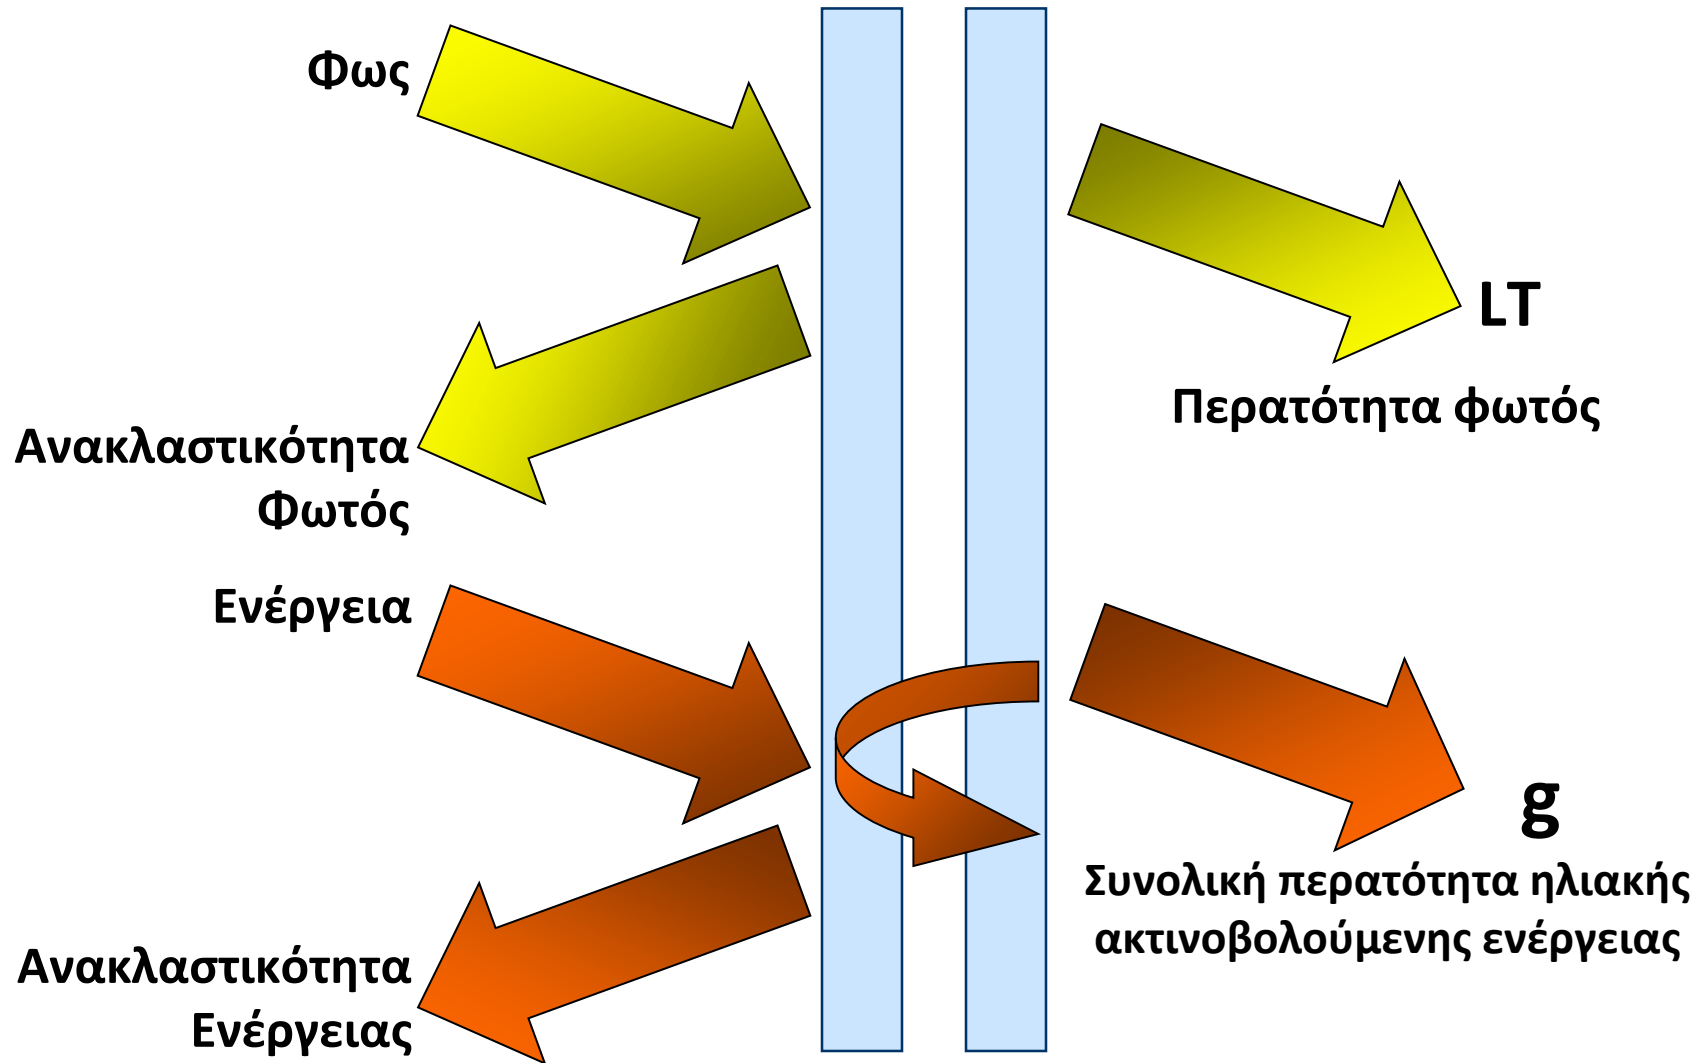 Φως
LT
Περατότητα φωτός
Ανακλαστικότητα
Φωτός
Ενέργεια
g
Συνολική περατότητα ηλιακής
ακτινοβολούμενης ενέργειας
Ανακλαστικότητα
Ενέργειας